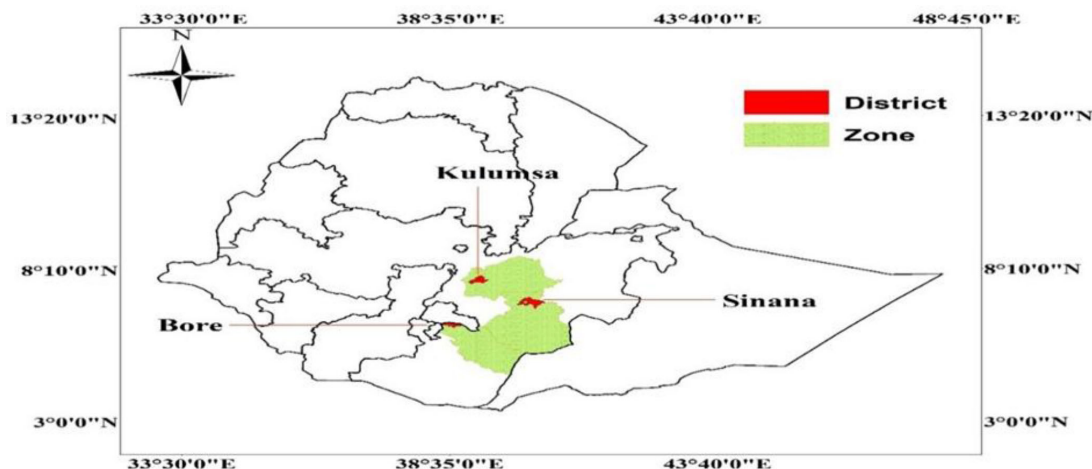 33°30'0"E 38°35'0"E 43°40'0"E 48°45'0"E
N
13°20'0"N 13°20'0"N
District
Zone
Kulumsa
8°10'0"N 8°10'0"N
Sinana
Bore
3°0'0"N 3°0'0"N
33°30'0"E 38°35'0"E 43°40'0"E